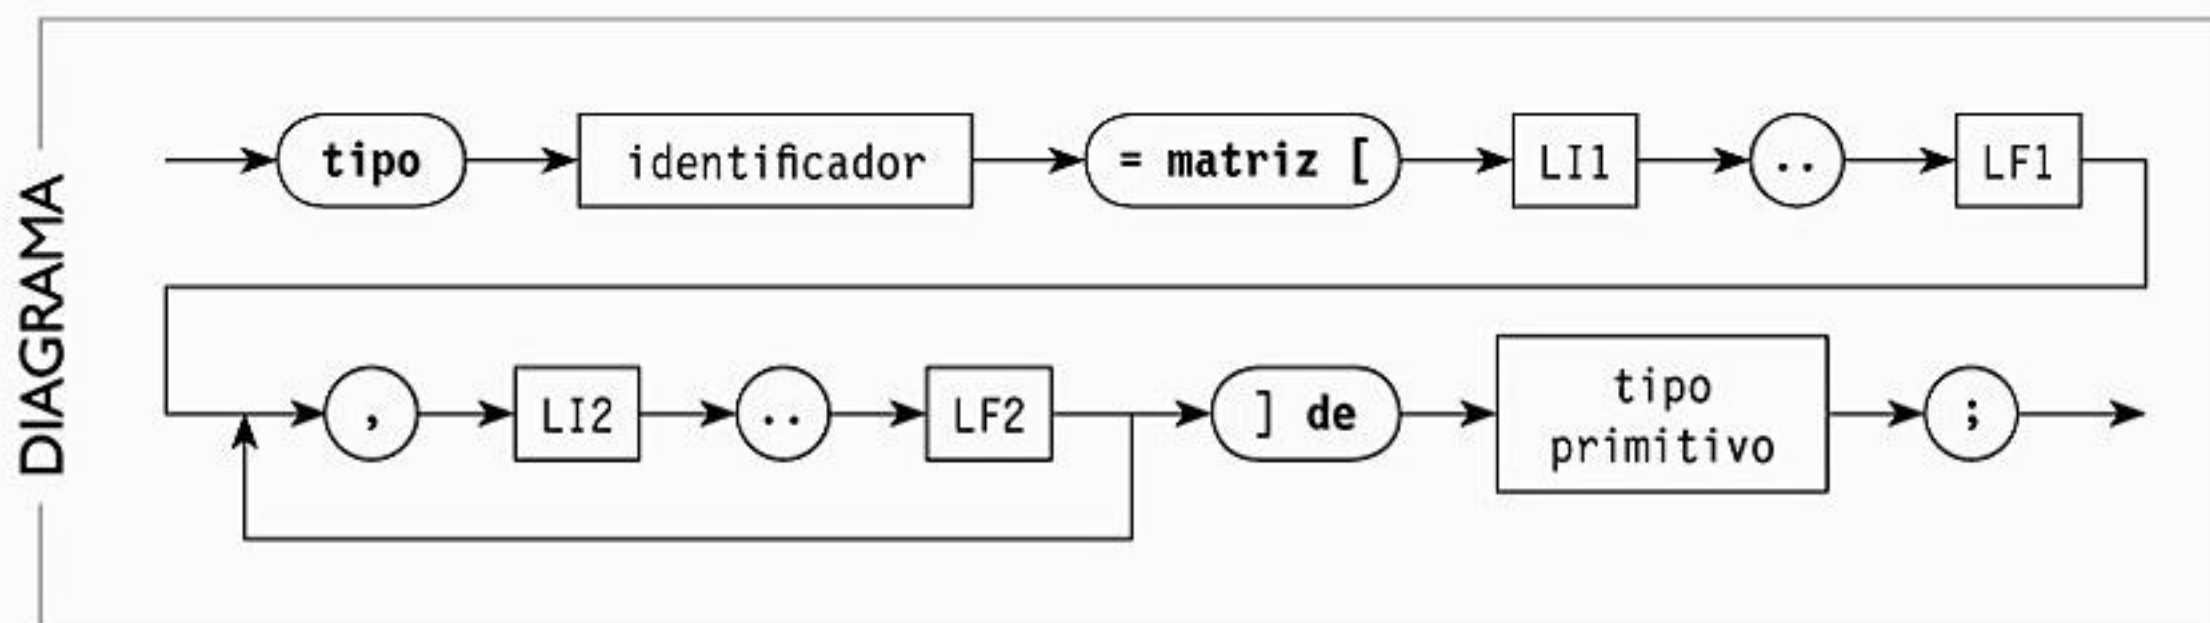 DIAGRAMA
tipo identificador = matriz [ LI1 .. LF1
, LI2 .. LF2 ] de tipo primitivo ;